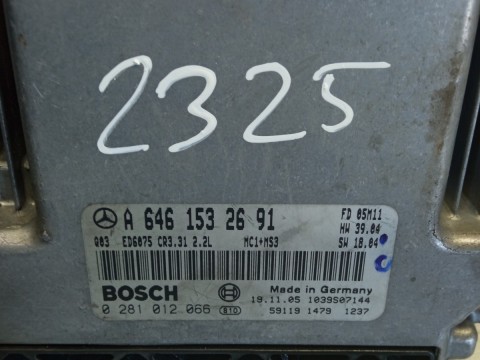 2325
A 646 153 26 91
FD 05M11
HW 39.04
Q03 ED6075 CR3.31 2.2L MC1+MS3
SW 18.04
BOSCH
Made in Germany
0 281 012 066 810
18.11.05 1039S07144
59119 1479 1237